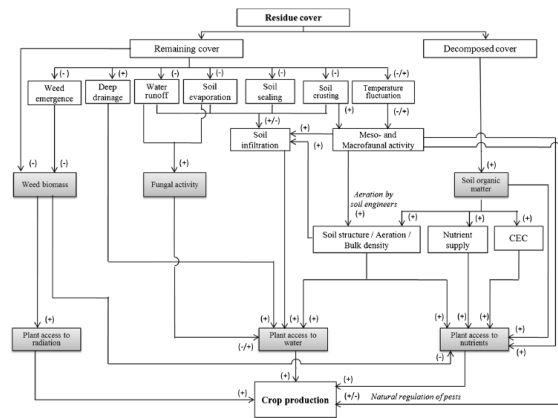 Residue cover
Remaining cover
Decomposed cover
(-)
(+)
(-)
(-)
(-)
(-)
(-/+)
Weed
emergence
Deep
drainage
Water
runoff
Soil
evaporation
Soil
sealing
Soil
crusting
Temperature
fluctuation
(+/-)
(+)
(-/+)
Soil
infiltration
(+)
Meso- and
Macrofaunal activity
(-)
(-)
(+)
(+)
Weed biomass
Fungal activity
Soil organic
matter
Aeration by
soil engineers
(+)
(+)
(+)
(+)
Soil structure / Aeration /
Bulk density
Nutrient
supply
CEC
(+)
(+)
(+)
(+)
(+)
(+)
(+)
(+)
(+)
Plant access to
radiation
Plant access to
water
Plant access to
nutrients
(-/+)
(-)
(+)
(+)
(+)
(+)
(+/-)
Natural regulation of pests
Crop production